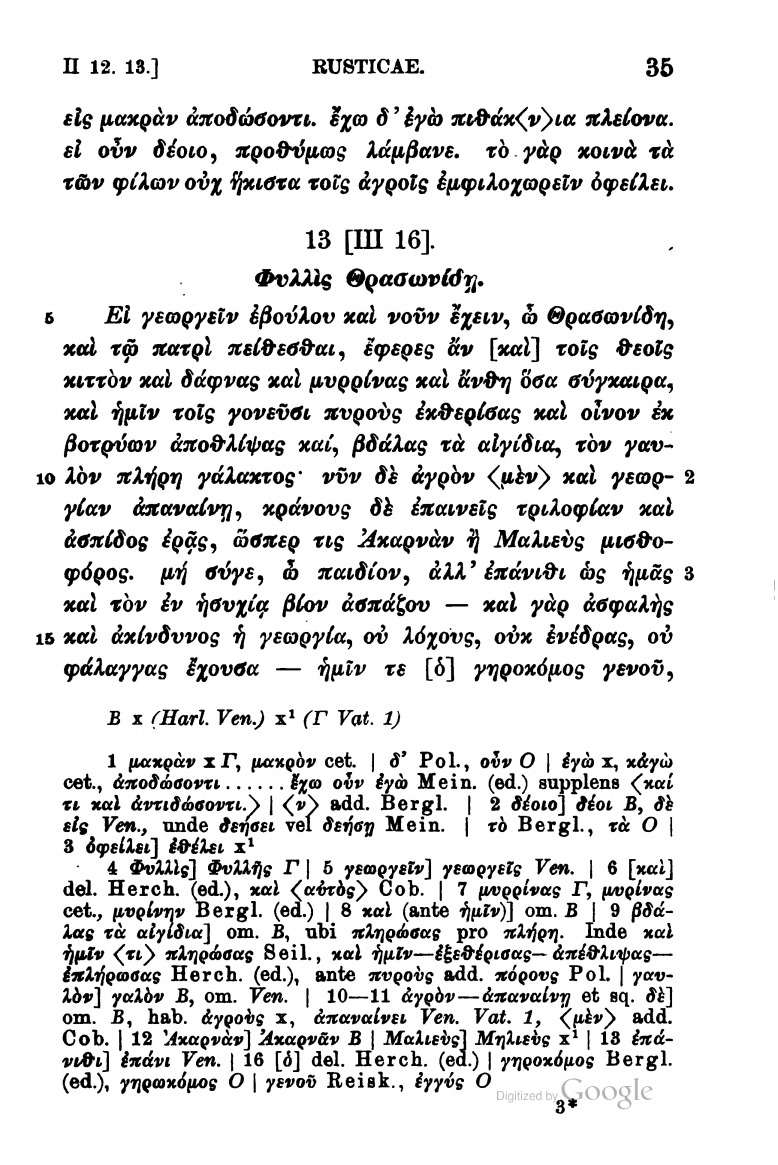 II 12. 13.] RUSTICAE. 35
εἰς μακρὰν ἀποδώσοντι. ἔχω δ’ ἐγὼ πιθάκ<ν>ια πλείονα.
εἰ οὖν δέοιο, προθύμως λάμβανε. τὸ γὰρ κοινὰ τὰ
τῶν φίλων οὐχ ἥκιστα τοῖς ἀγροῖς ἐμφιλοχωρεῖν ὀφείλει.
13 [III 16].
Φυλλὶς Θρασωνίδῃ.
5 Εἰ γεωργεῖν ἐβούλου καὶ νοῦν ἔχειν, ὦ Θρασωνίδη,
καὶ τῷ πατρὶ πείθεσθαι, ἔφερες ἄν [καὶ] τοῖς θεοῖς
κιττὸν καὶ δάφνας καὶ μυρρίνας καὶ ἄνθη ὅσα σύγκαιρα,
καὶ ἡμῖν τοῖς γονεῦσι πυροὺς ἐκθερίσας καὶ οἶνον ἐκ
βοτρύων ἀποθλίψας καί, βδάλας τὰ αἰγίδια, τὸν γαυ-
10 λὸν πλήρη γάλακτος· νῦν δὲ ἀγρὸν <μὲν> καὶ γεωρ- 2
γίαν ἀπαναίνῃ, κράνους δὲ ἐπαινεῖς τριλοφίαν καὶ
ἀσπίδος ἐρᾷς, ὥσπερ τις Ἀκαρνὰν ἢ Μαλιεὺς μισθο-
φόρος. μή σύγε, ὦ παιδίον, ἀλλ’ ἐπάνιθι ὡς ἡμᾶς 3
καὶ τὸν ἐν ἡσυχίᾳ βίον ἀσπάζου — καὶ γὰρ ἀσφαλὴς
15 καὶ ἀκίνδυνος ἡ γεωργία, οὐ λόχους, οὐκ ἐνέδρας, οὐ
φάλαγγας ἔχουσα — ἡμῖν τε [ὁ] γηροκόμος γενοῦ,
B x (Harl. Ven.) x¹ (Γ Vat. 1)
1 μακρὰν x Γ, μακρὸν cet. | δ’ Pol., οὖν O | ἐγὼ x, κἀγὼ
cet., ἀποδώσοντι . . . . . . ἔχω οὖν ἐγὼ Mein. (ed.) supplens <καί
τι καὶ ἀντιδώσοντι.> | <ν> add. Bergl. | 2 δέοιο] δέοι B, δὲ
εἰς Ven., unde δεήσει vel δεήσῃ Mein. | τὸ Bergl., τὰ O |
3 ὀφείλει] ἐθέλει x¹
4 Φυλλὶς] Φυλλῆς Γ | 5 γεωργεῖν] γεωργεῖς Ven. | 6 [καὶ]
del. Herch. (ed.), καὶ <αὐτὸς> Cob. | 7 μυρρίνας Γ, μυρίνας
cet., μυρίνην Bergl. (ed.) | 8 καὶ (ante ἡμῖν)] om. B | 9 βδά-
λας τὰ αἰγίδια] om. B, ubi πληρώσας pro πλήρη. Inde καὶ
ἡμῖν <τι> πληρώσας Seil., καὶ ἡμῖν—ἐξεθέρισας—ἀπέθλιψας—
ἐπλήρωσας Herch. (ed.), ante πυροὺς add. πόρους Pol. | γαυ-
λὸν] γαλὸν B, om. Ven. | 10—11 ἀγρὸν—ἀπαναίνῃ et sq. δὲ]
om. B, hab. ἀγροὺς x, ἀπαναίνει Ven. Vat. 1, <μὲν> add.
Cob. | 12 Ἀκαρνὰν] Ἀκαρνᾶν B | Μαλιεὺς] Μηλιεὺς x¹ | 13 ἐπά-
νιθι] ἐπάνι Ven. | 16 [ὁ] del. Herch. (ed.) | γηροκόμος Bergl.
(ed.), γηρωκόμος O | γενοῦ Reisk., ἐγγύς O
Digitized by Google
3*